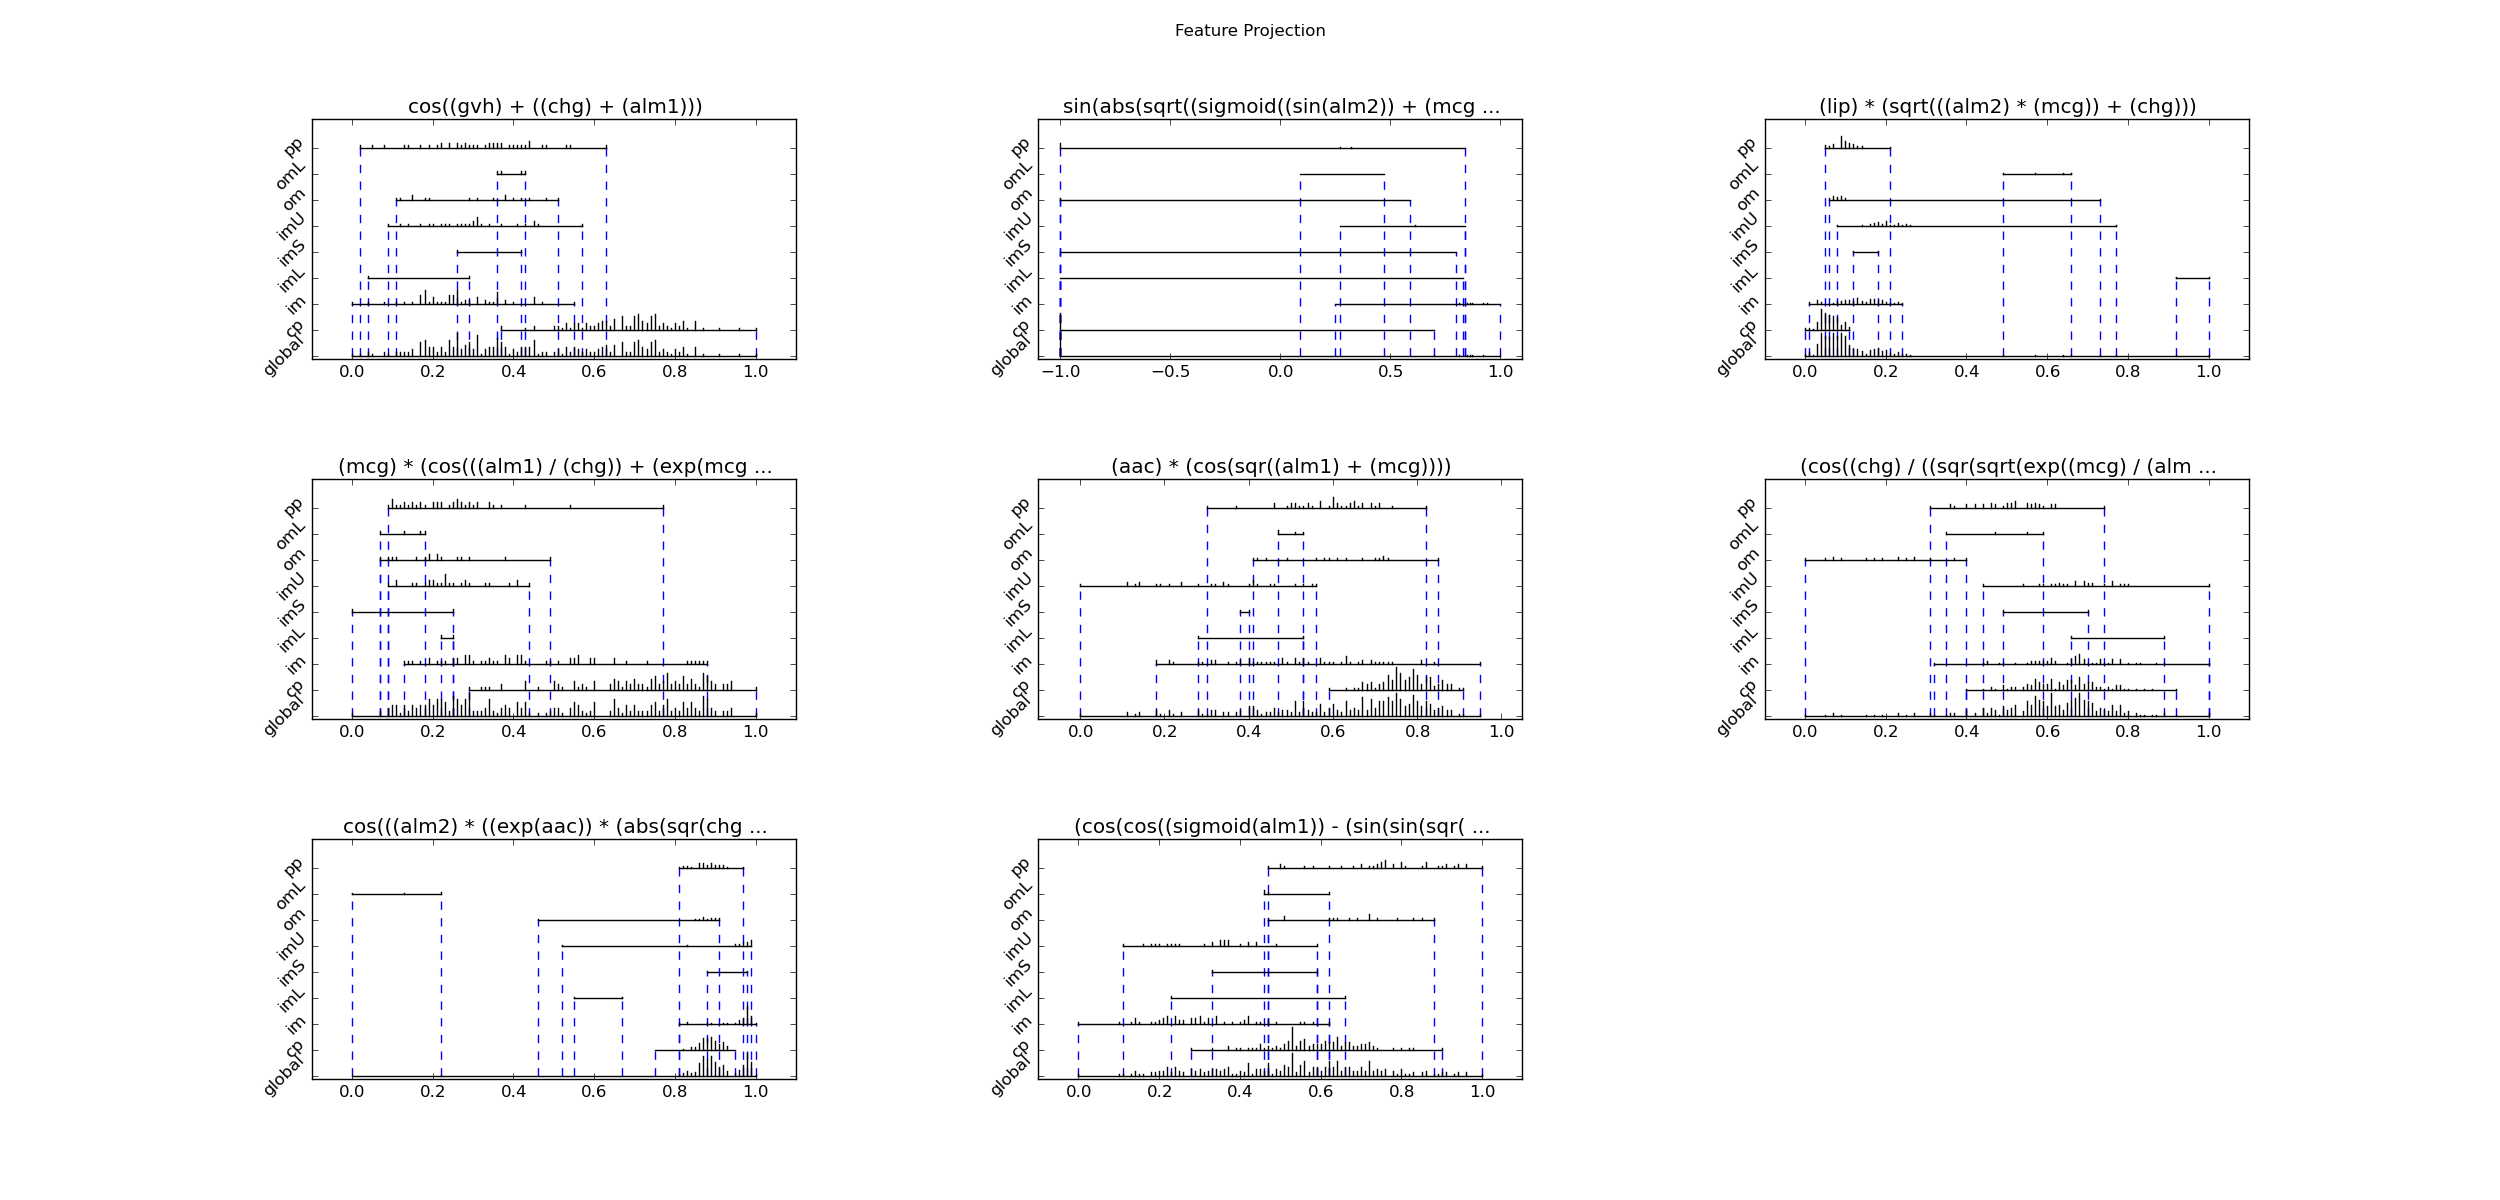 Feature Projection
cos((gvh) + ((chg) + (alm1)))
pp
omL
om
imU
imS
imL
im
cp
global
0.0 0.2 0.4 0.6 0.8 1.0
sin(abs(sqrt((sigmoid((sin(alm2)) + (mcg ...
pp
omL
om
imU
imS
imL
im
cp
global
−1.0 −0.5 0.0 0.5 1.0
(lip) * (sqrt(((alm2) * (mcg)) + (chg)))
pp
omL
om
imU
imS
imL
im
cp
global
0.0 0.2 0.4 0.6 0.8 1.0
(mcg) * (cos(((alm1) / (chg)) + (exp(mcg ...
pp
omL
om
imU
imS
imL
im
cp
global
0.0 0.2 0.4 0.6 0.8 1.0
(aac) * (cos(sqr((alm1) + (mcg))))
pp
omL
om
imU
imS
imL
im
cp
global
0.0 0.2 0.4 0.6 0.8 1.0
(cos((chg) / ((sqr(sqrt(exp((mcg) / (alm ...
pp
omL
om
imU
imS
imL
im
cp
global
0.0 0.2 0.4 0.6 0.8 1.0
cos(((alm2) * ((exp(aac)) * (abs(sqr(chg ...
pp
omL
om
imU
imS
imL
im
cp
global
0.0 0.2 0.4 0.6 0.8 1.0
(cos(cos((sigmoid(alm1)) - (sin(sin(sqr( ...
pp
omL
om
imU
imS
imL
im
cp
global
0.0 0.2 0.4 0.6 0.8 1.0